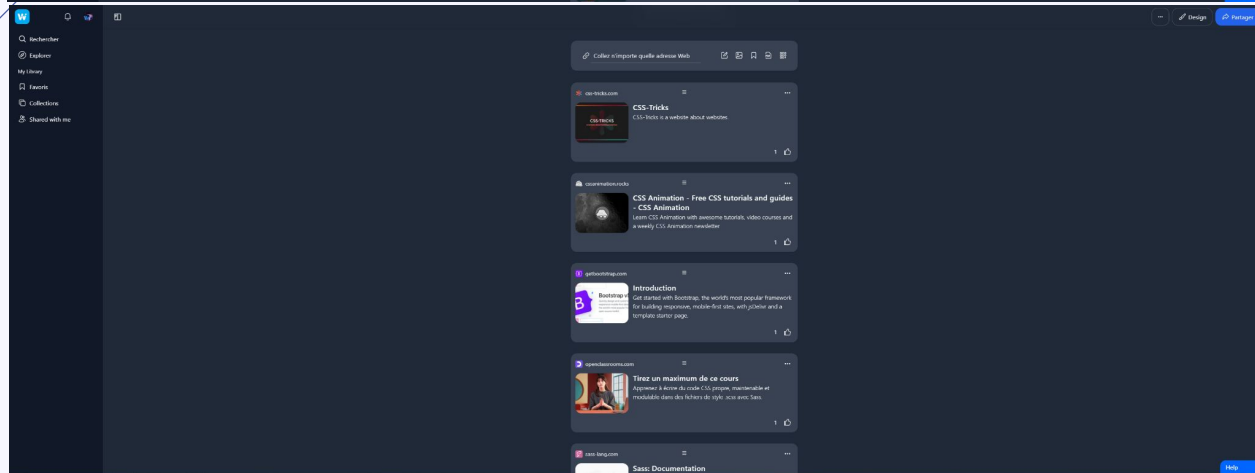 W
Design
Partager
Rechercher
Explorer
My Library
Favoris
Collections
Shared with me
Collez n'importe quelle adresse Web
css-tricks.com
CSS-TRICKS
CSS-Tricks
CSS-Tricks is a website about websites.
1
cssanimation.rocks
CSS Animation - Free CSS tutorials and guides
- CSS Animation
Learn CSS Animation with awesome tutorials, video courses and
a weekly CSS Animation newsletter
1
getbootstrap.com
B
Bootstrap
Introduction
Get started with Bootstrap, the world's most popular framework
for building responsive, mobile-first sites, with jsDelivr and a
template starter page.
1
openclassrooms.com
Tirez un maximum de ce cours
Apprenez à écrire du code CSS propre, maintenable et
modulable dans des fichiers de style .scss avec Sass.
1
sass-lang.com
Sass: Documentation
Help